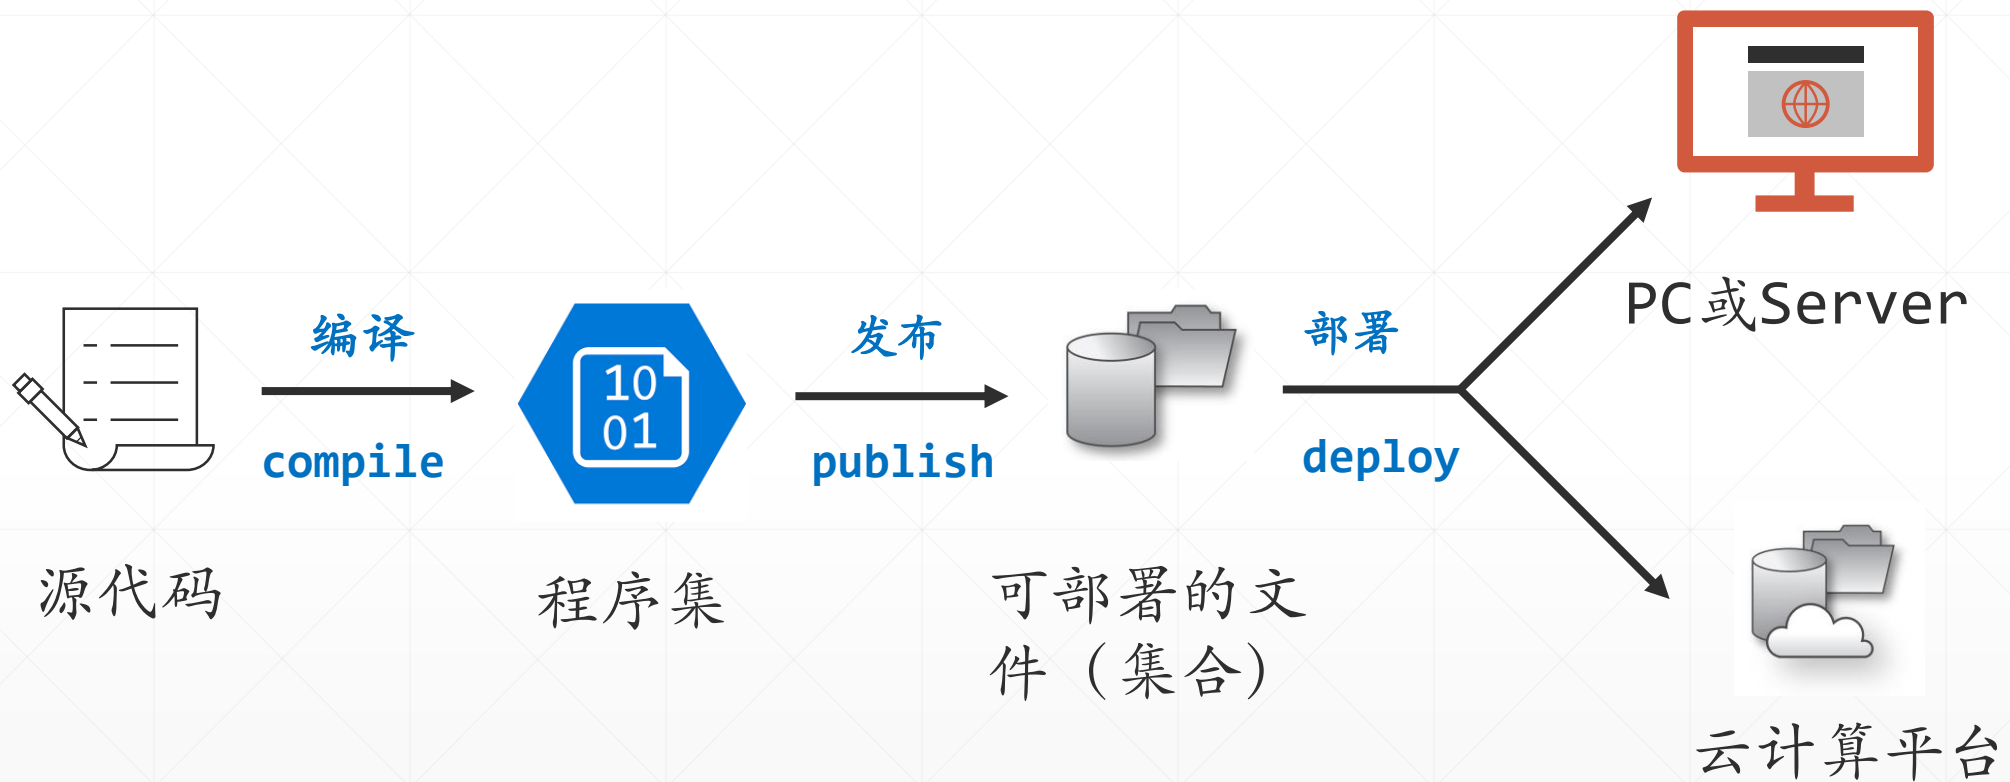 编译
compile
10
01
发布
publish
部署
deploy
PC或Server
源代码
程序集
可部署的文
件（集合）
云计算平台